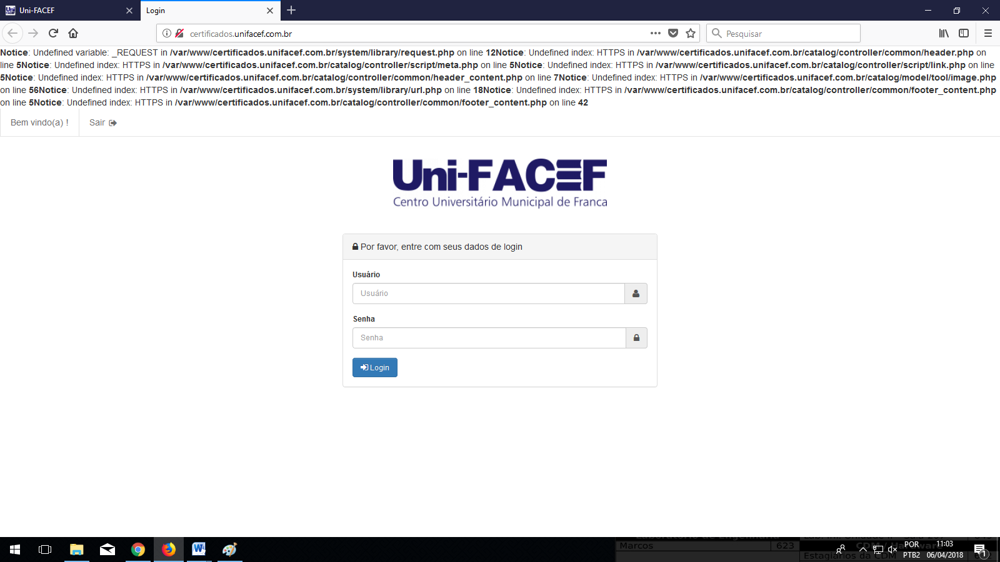 Uni-FACEF
Login
certificados.unifacef.com.br
Pesquisar
Notice: Undefined variable: _REQUEST in /var/www/certificados.unifacef.com.br/system/library/request.php on line 12Notice: Undefined index: HTTPS in /var/www/certificados.unifacef.com.br/catalog/controller/common/header.php on
line 5Notice: Undefined index: HTTPS in /var/www/certificados.unifacef.com.br/catalog/controller/script/meta.php on line 5Notice: Undefined index: HTTPS in /var/www/certificados.unifacef.com.br/catalog/controller/script/link.php on line
5Notice: Undefined index: HTTPS in /var/www/certificados.unifacef.com.br/catalog/controller/common/header_content.php on line 7Notice: Undefined index: HTTPS in /var/www/certificados.unifacef.com.br/catalog/model/tool/image.php
on line 56Notice: Undefined index: HTTPS in /var/www/certificados.unifacef.com.br/system/library/url.php on line 18Notice: Undefined index: HTTPS in /var/www/certificados.unifacef.com.br/catalog/controller/common/footer_content.php
on line 5Notice: Undefined index: HTTPS in /var/www/certificados.unifacef.com.br/catalog/controller/common/footer_content.php on line 42
Bem vindo(a) !
Sair
Uni-FACEF
Centro Universitário Municipal de Franca
Por favor, entre com seus dados de login
Usuário
Usuário
Senha
Senha
Login
Laboratório de Engenharia
Marcos 623
CDM / Hardware
Estagiários da CDM
POR
PTB2
11:03
06/04/2018
1